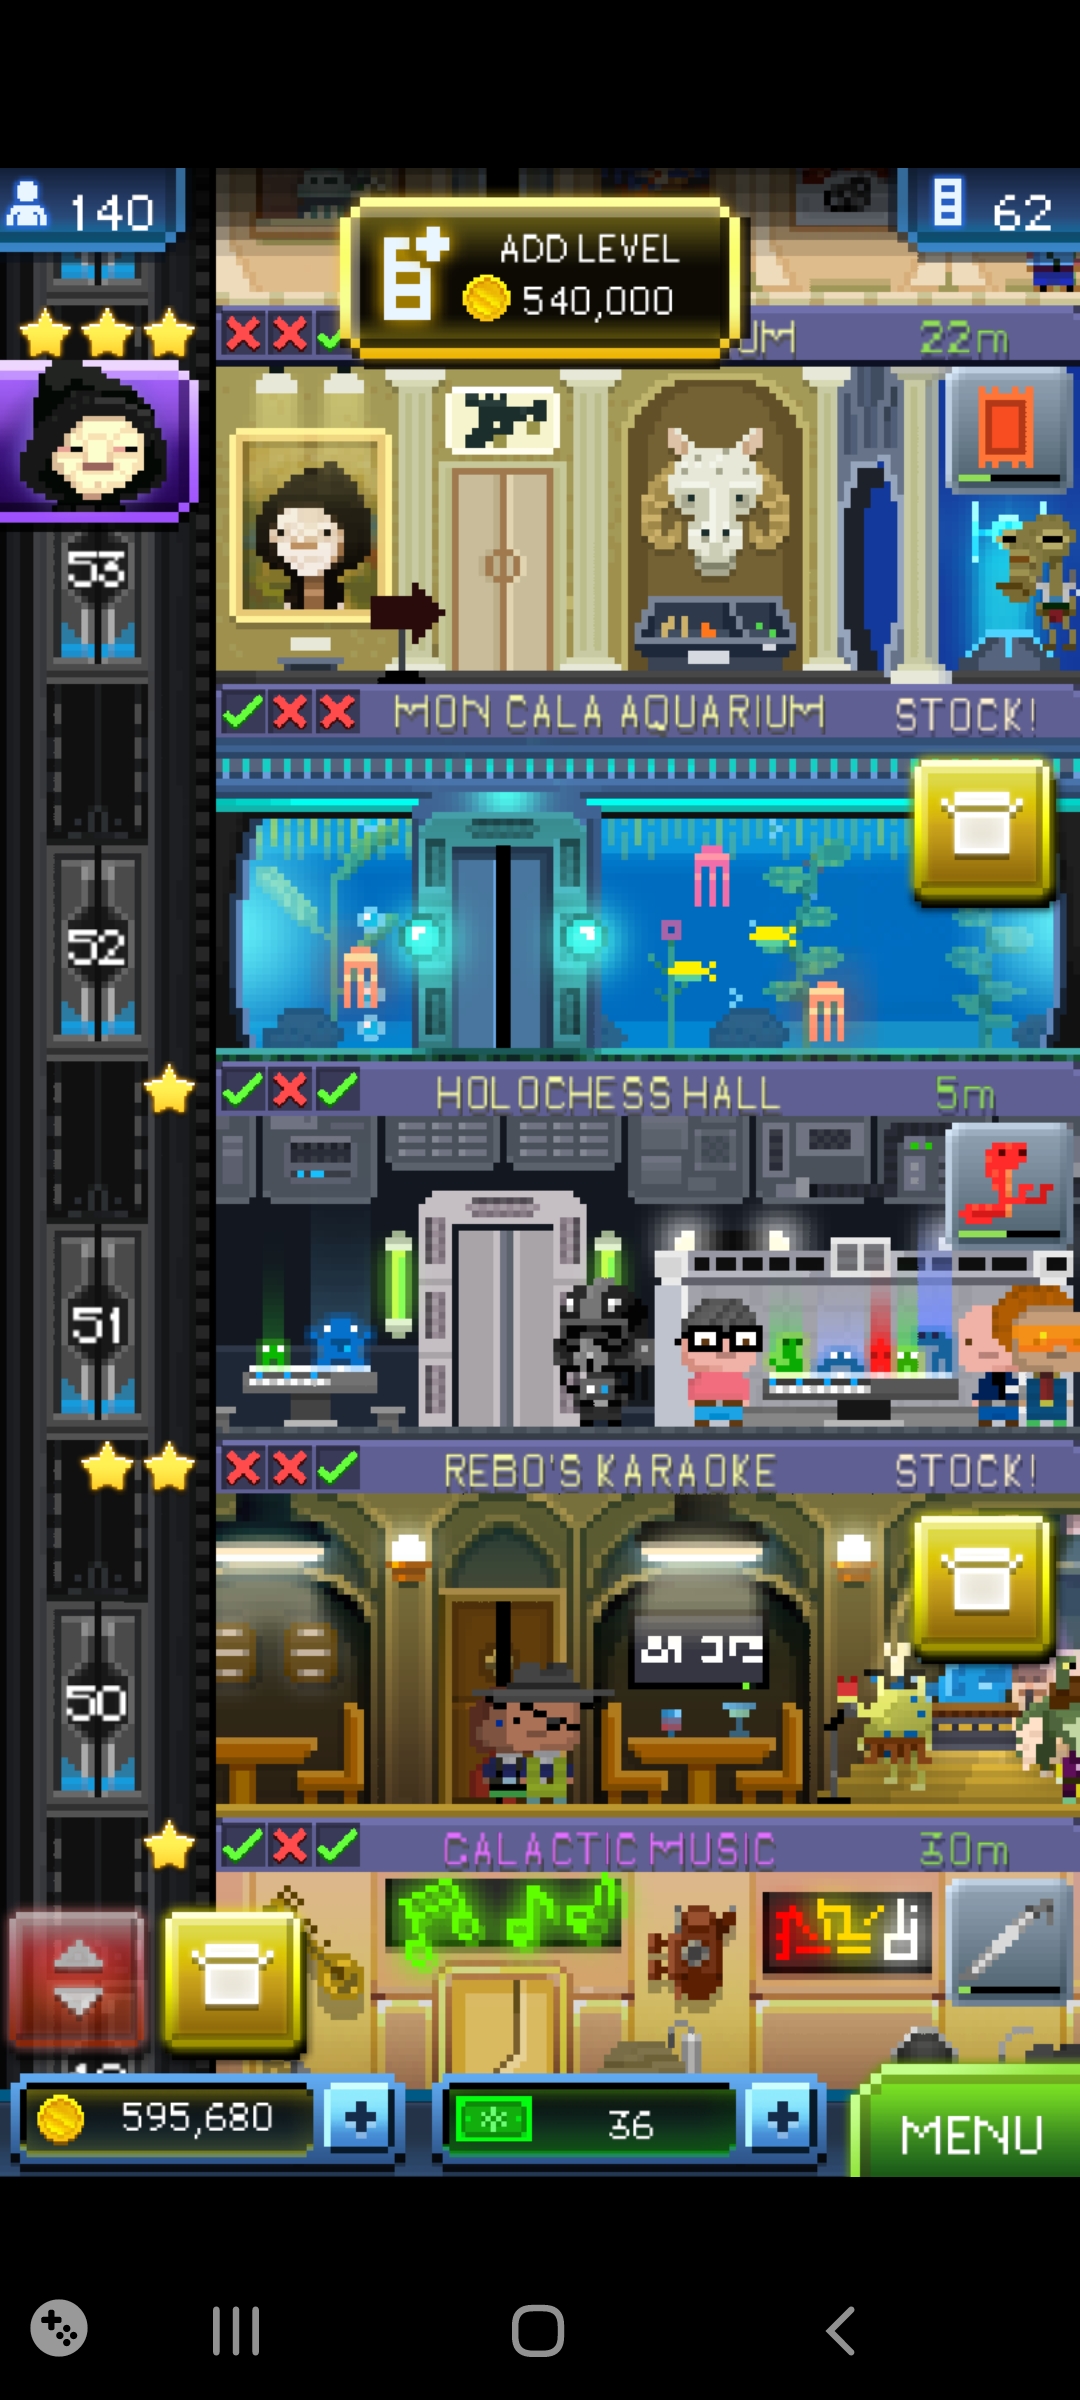 140
ADD LEVEL
540,000
62
UM 22m
53
MON CALA AQUARIUM STOCK!
52
HOLOCHESS HALL 5m
51
REBO'S KARAOKE STOCK!
50
GALACTIC MUSIC 30m
595,680
36
MENU